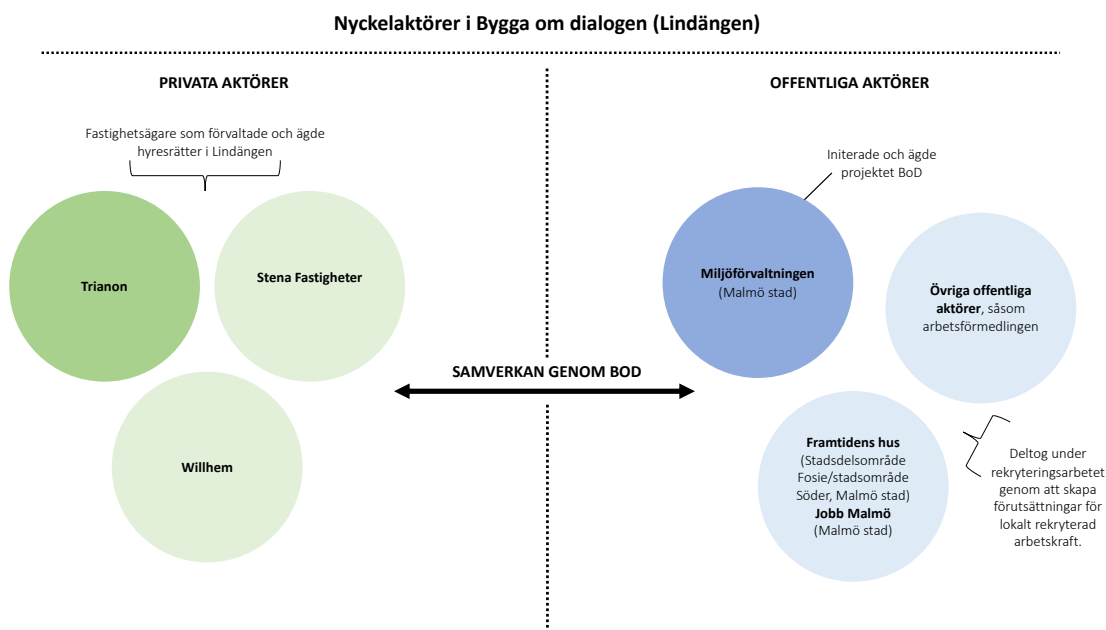 Nyckelaktörer i Bygga om dialogen (Lindängen)
PRIVATA AKTÖRER
Fastighetsägare som förvaltade och ägde
hyresrätter i Lindängen
Trianon
Stena Fastigheter
Willhem
SAMVERKAN GENOM BOD
OFFENTLIGA AKTÖRER
Initerade och ägde
projektet BoD
Miljöförvaltningen
(Malmö stad)
Övriga offentliga
aktörer, såsom
arbetsförmedlingen
Framtidens hus
(Stadsdelsområde
Fosie/stadsområde
Söder, Malmö stad)
Jobb Malmö
(Malmö stad)
Deltog under
rekryteringsarbetet
genom att skapa
förutsättningar för
lokalt rekryterad
arbetskraft.